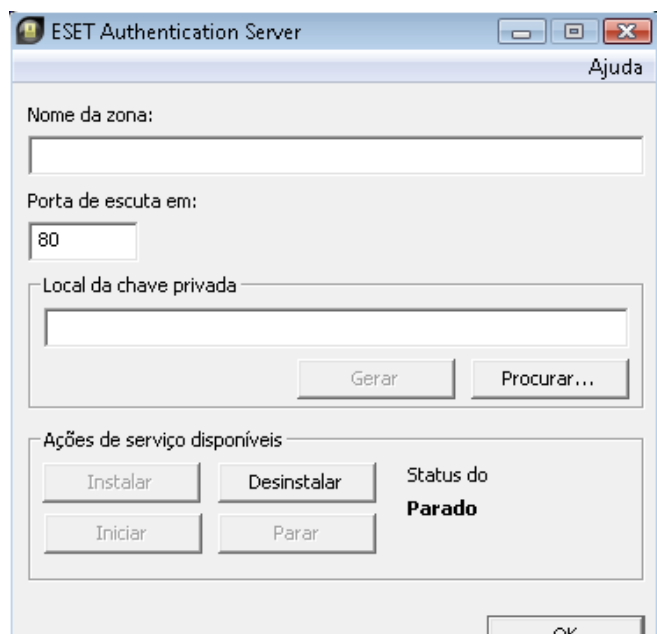 ESET Authentication Server
Ajuda
Nome da zona:
Porta de escuta em:
80
Local da chave privada
Gerar
Procurar...
Ações de serviço disponíveis
Instalar
Desinstalar
Status do
Parado
Iniciar
Parar
OK